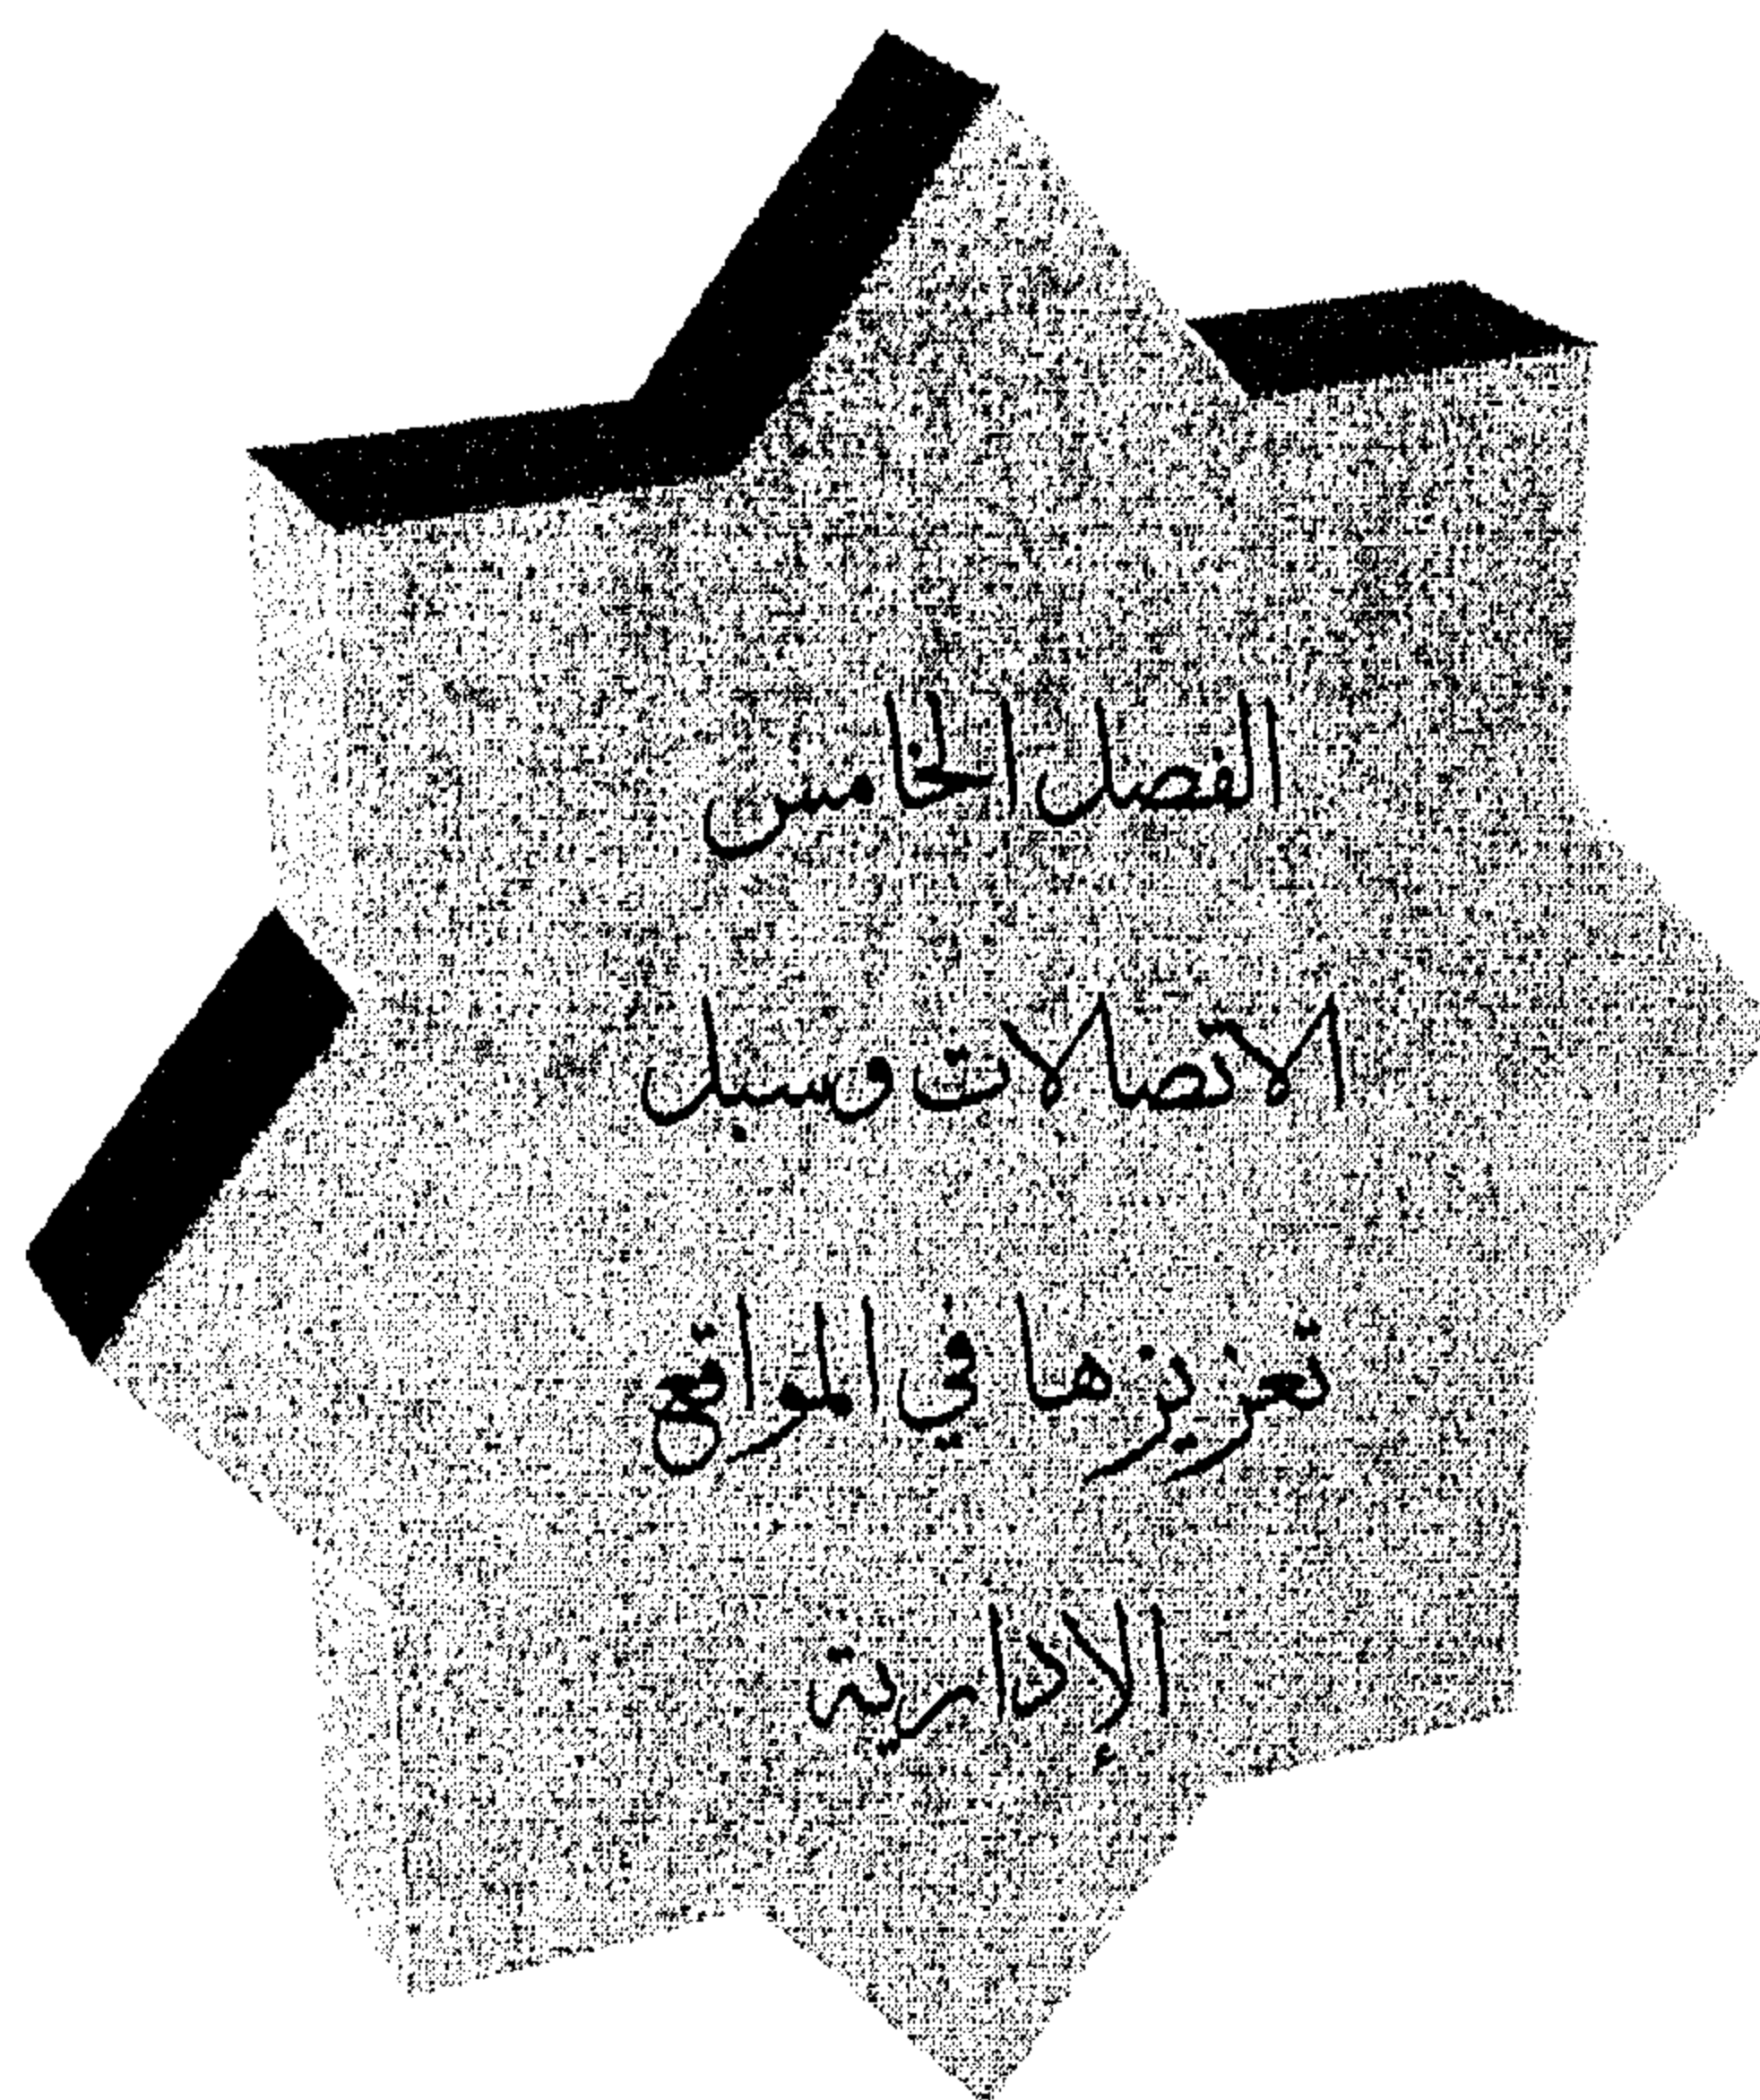 الفصل الخامس
الاتصالات وسبل
تعزيزها في المواقع
الإدارية